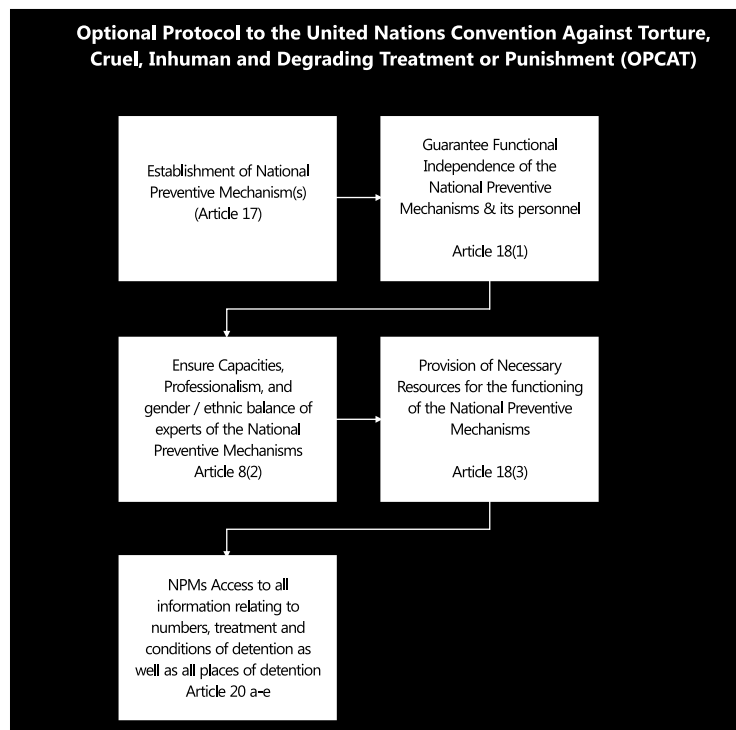 Optional Protocol to the United Nations Convention Against Torture,
Cruel, Inhuman and Degrading Treatment or Punishment (OPCAT)
Establishment of National
Preventive Mechanism(s)
(Article 17)
Guarantee Functional
Independence of the
National Preventive
Mechanisms & its personnel
Article 18(1)
Ensure Capacities,
Professionalism, and
gender / ethnic balance of
experts of the National
Preventive Mechanisms
Article 8(2)
Provision of Necessary
Resources for the functioning
of the National Preventive
Mechanisms
Article 18(3)
NPMs Access to all
information relating to
numbers, treatment and
conditions of detention as
well as all places of detention
Article 20 a-e